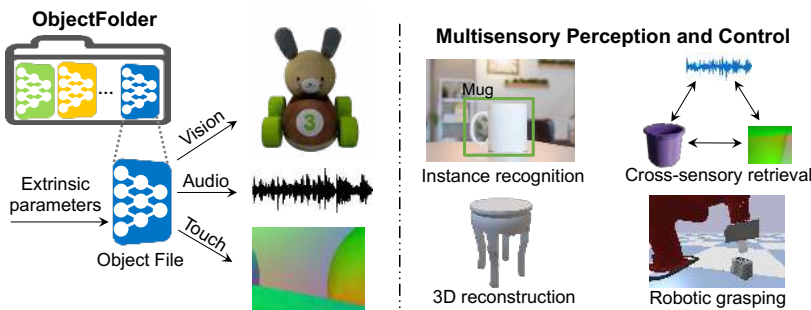 ObjectFolder
...
Vision
Audio
Touch
Extrinsic
parameters
Object File
3
Multisensory Perception and Control
Mug
Instance recognition
Cross-sensory retrieval
3D reconstruction
Robotic grasping